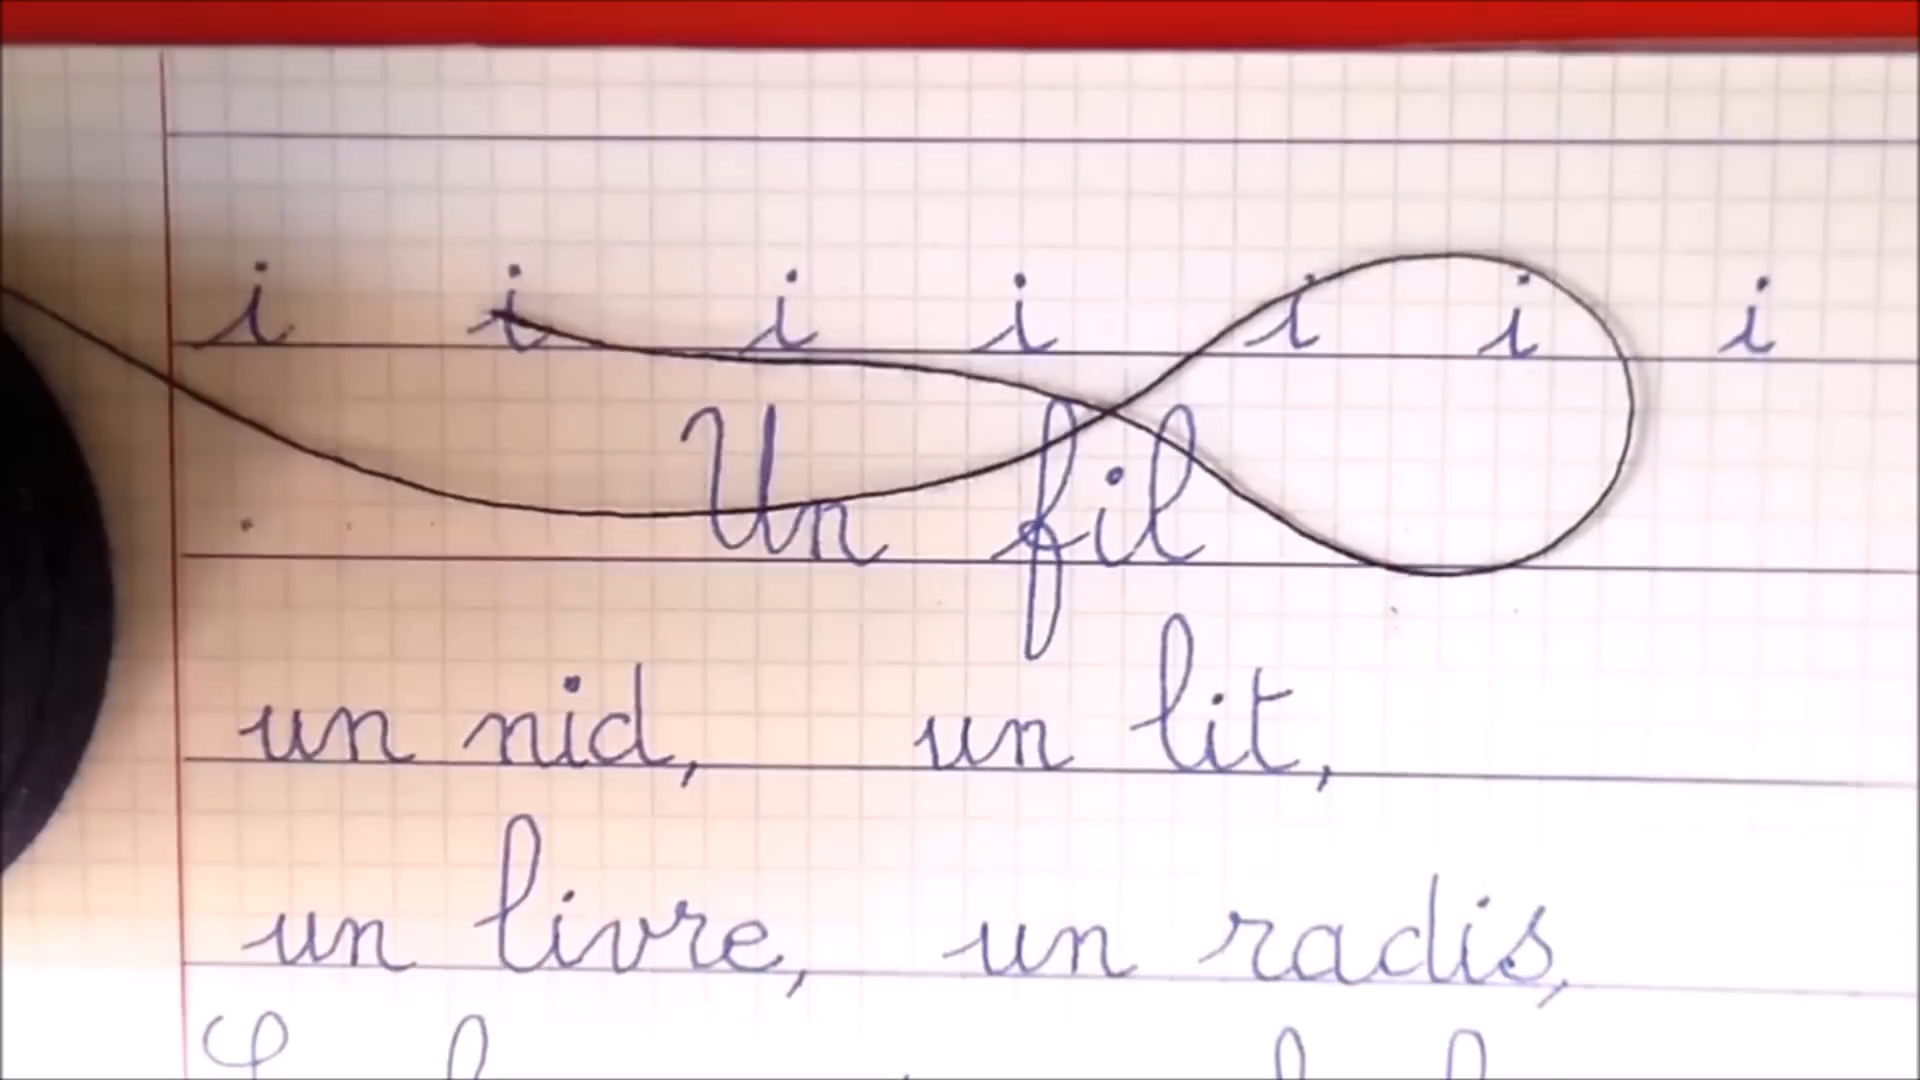 i i i i i i i
Un fil
un nid, un lit,
un livre, un radis,